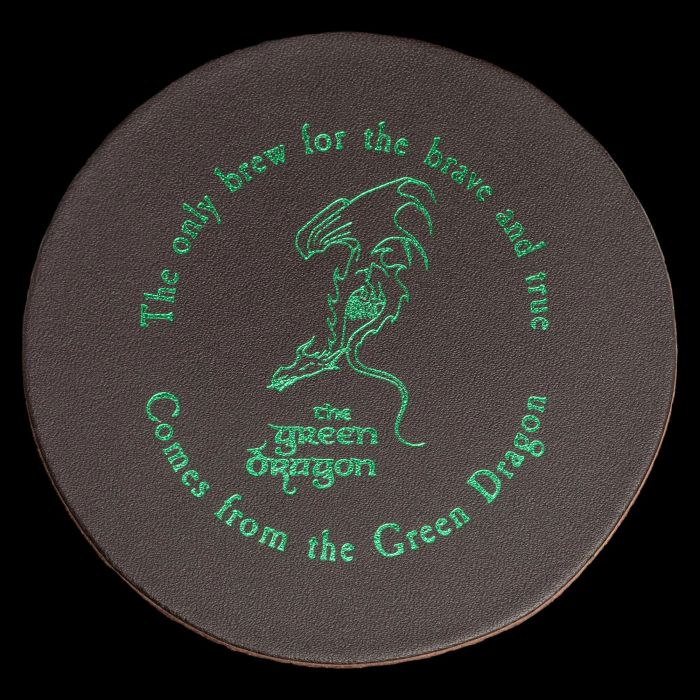 The only brew for the brave and true
the
green
dragon
Comes from the Green Dragon